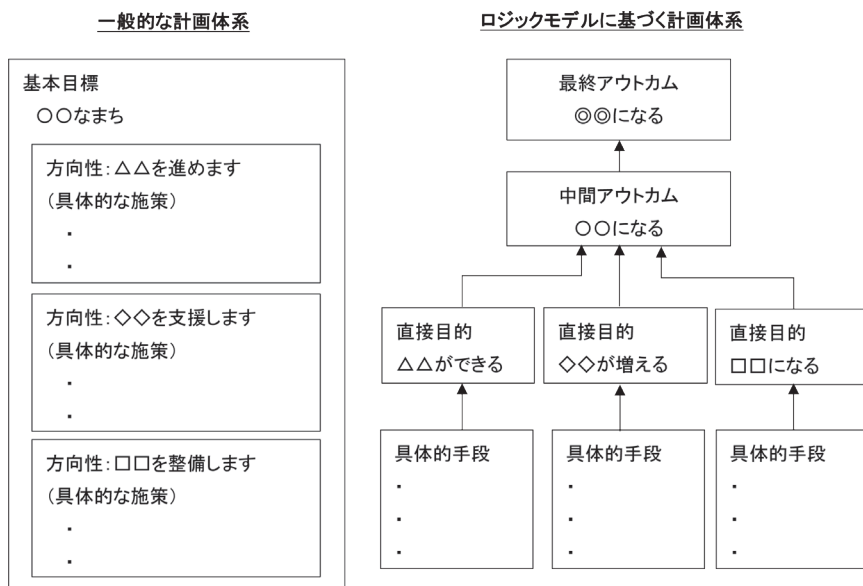 一般的な計画体系
基本目標
○○なまち
方向性：△△を進めます
（具体的な施策）
・
・
方向性：◇◇を支援します
（具体的な施策）
・
・
方向性：□□を整備します
（具体的な施策）
・
・
ロジックモデルに基づく計画体系
最終アウトカム
◎◎になる
中間アウトカム
○○になる
直接目的
△△ができる
直接目的
◇◇が増える
直接目的
□□になる
具体的手段
・
・
・
具体的手段
・
・
・
具体的手段
・
・
・